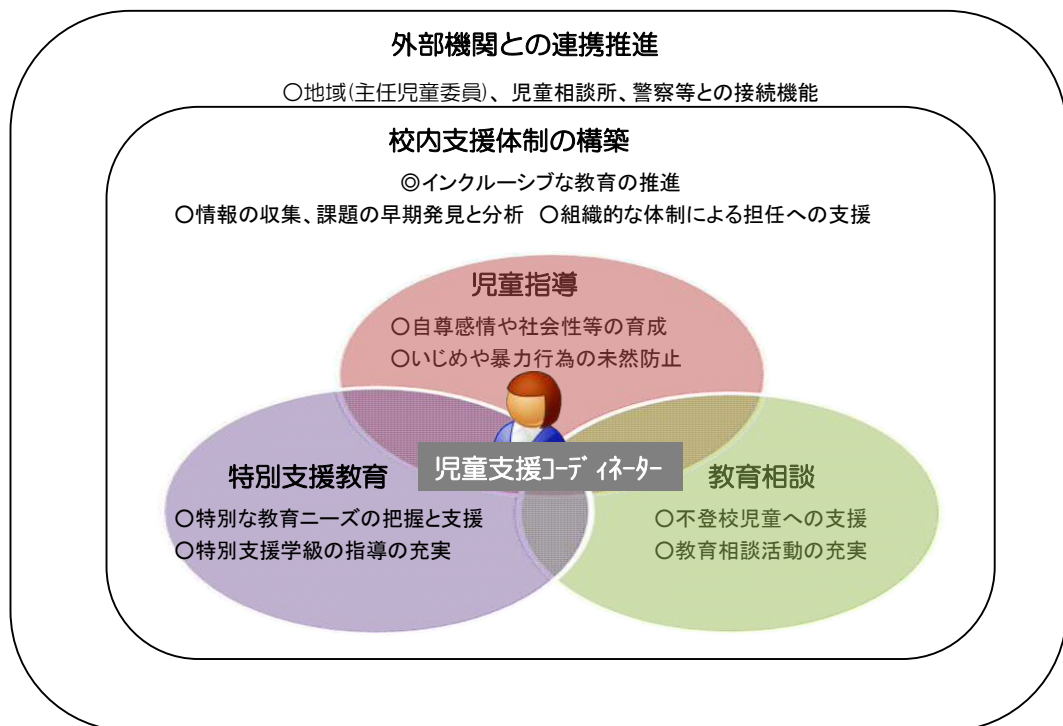 外部機関との連携推進
○地域(主任児童委員)、児童相談所、警察等との接続機能
校内支援体制の構築
◎インクルーシブな教育の推進
○情報の収集、課題の早期発見と分析 ○組織的な体制による担任への支援
児童指導
○自尊感情や社会性等の育成
○いじめや暴力行為の未然防止
児童支援コーディネーター
特別支援教育
○特別な教育ニーズの把握と支援
○特別支援学級の指導の充実
教育相談
○不登校児童への支援
○教育相談活動の充実